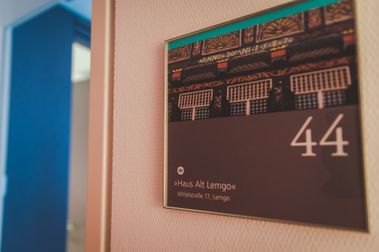 44
»Haus Alt Lemgo«
Mittelstraße 17, Lemgo